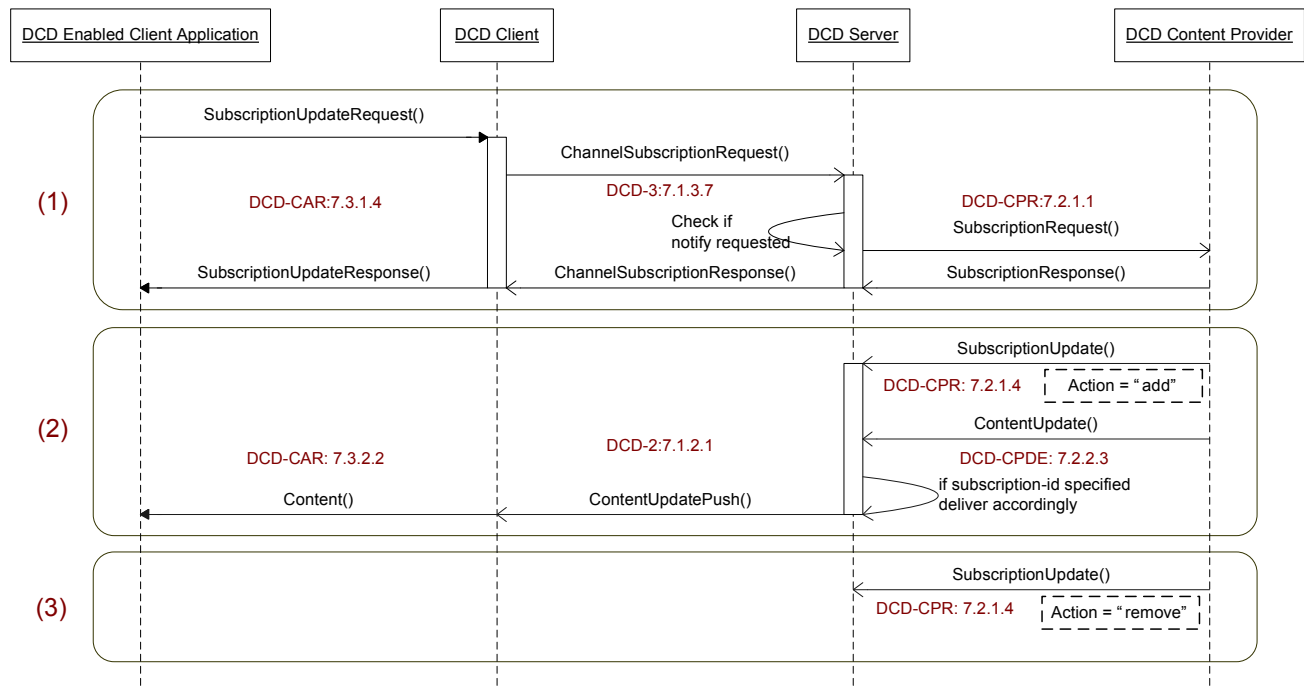 DCD Enabled Client Application
DCD Client
DCD Server
DCD Content Provider
(1)
SubscriptionUpdateRequest()
ChannelSubscriptionRequest()
DCD-CAR:7.3.1.4
DCD-3:7.1.3.7
DCD-CPR:7.2.1.1
Check if
notify requested
SubscriptionRequest()
SubscriptionUpdateResponse()
ChannelSubscriptionResponse()
SubscriptionResponse()
(2)
SubscriptionUpdate()
DCD-CPR: 7.2.1.4
Action = “add”
ContentUpdate()
DCD-CAR: 7.3.2.2
DCD-2:7.1.2.1
DCD-CPDE: 7.2.2.3
if subscription-id specified
deliver accordingly
Content()
ContentUpdatePush()
(3)
SubscriptionUpdate()
DCD-CPR: 7.2.1.4
Action = “remove”